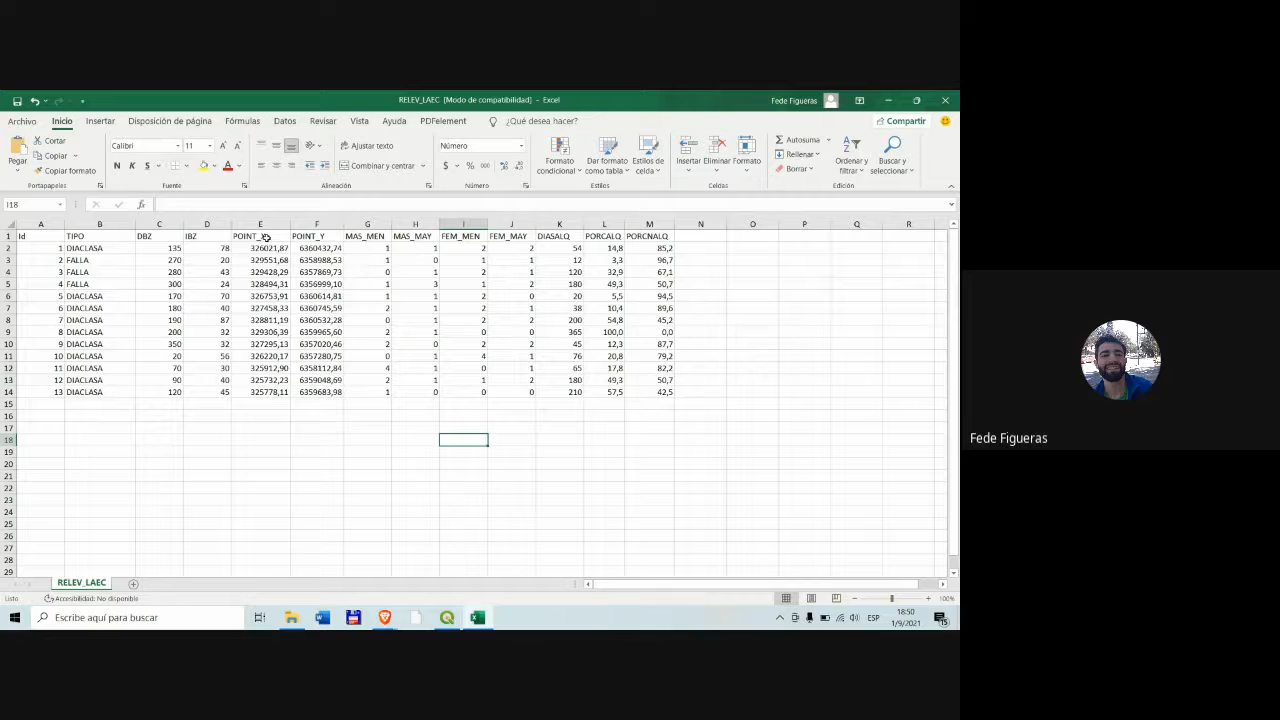 RELEV_LAEC [Modo de compatibilidad] - Excel
Fede Figueras
Archivo Inicio Insertar Disposición de página Fórmulas Datos Revisar Vista Ayuda PDFelement ¿Qué desea hacer? Compartir
Pegar
Cortar
Copiar
Copiar formato
Portapapeles
Calibri 11
N K S
Fuente
Ajustar texto
Combinar y centrar
Alineación
Número
$ % 000
Número
Formato condicional
Dar formato como tabla
Estilos de celda
Estilos
Insertar Eliminar Formato
Celdas
Autosuma
Rellenar
Borrar
Ordenar y filtrar
Buscar y seleccionar
Edición
I18 fx
A B C D E F G H I J K L M N O P Q R
1 Id TIPO DBZ IBZ POINT_X POINT_Y MAS_MEN MAS_MAY FEM_MEN FEM_MAY DIASALQ PORCALQ PORCNALQ
2 1 DIACLASA 135 78 326021,87 6360432,74 1 1 2 2 54 14,8 85,2
3 2 FALLA 270 20 329551,68 6358988,53 1 0 2 1 12 3,3 96,7
4 3 FALLA 280 43 329428,29 6357869,73 0 1 2 1 120 32,9 67,1
5 4 FALLA 300 24 328494,31 6356999,10 1 3 1 2 180 49,3 50,7
6 5 DIACLASA 170 70 326753,91 6360614,81 1 1 2 0 20 5,5 94,5
7 6 DIACLASA 180 40 327458,33 6360745,59 2 1 2 1 38 10,4 89,6
8 7 DIACLASA 190 87 328811,19 6360532,28 0 1 2 2 200 54,8 45,2
9 8 DIACLASA 200 32 329306,39 6359965,60 2 1 0 0 365 100,0 0,0
10 9 DIACLASA 350 32 327295,13 6357020,46 2 0 2 2 45 12,3 87,7
11 10 DIACLASA 20 56 326220,17 6357280,75 0 1 4 1 76 20,8 79,2
12 11 DIACLASA 70 30 325912,90 6358112,84 4 1 2 0 65 17,8 82,2
13 12 DIACLASA 90 40 325732,23 6359048,69 2 1 1 2 180 49,3 50,7
14 13 DIACLASA 120 45 325778,11 6359683,98 1 0 0 0 210 57,5 42,5
15
16
17
18
19
20
21
22
23
24
25
26
27
28
29
RELEV_LAEC
Listo Accesibilidad: No disponible 100%
Escribe aquí para buscar
ESP
18:50
1/9/2021
15
Fede Figueras